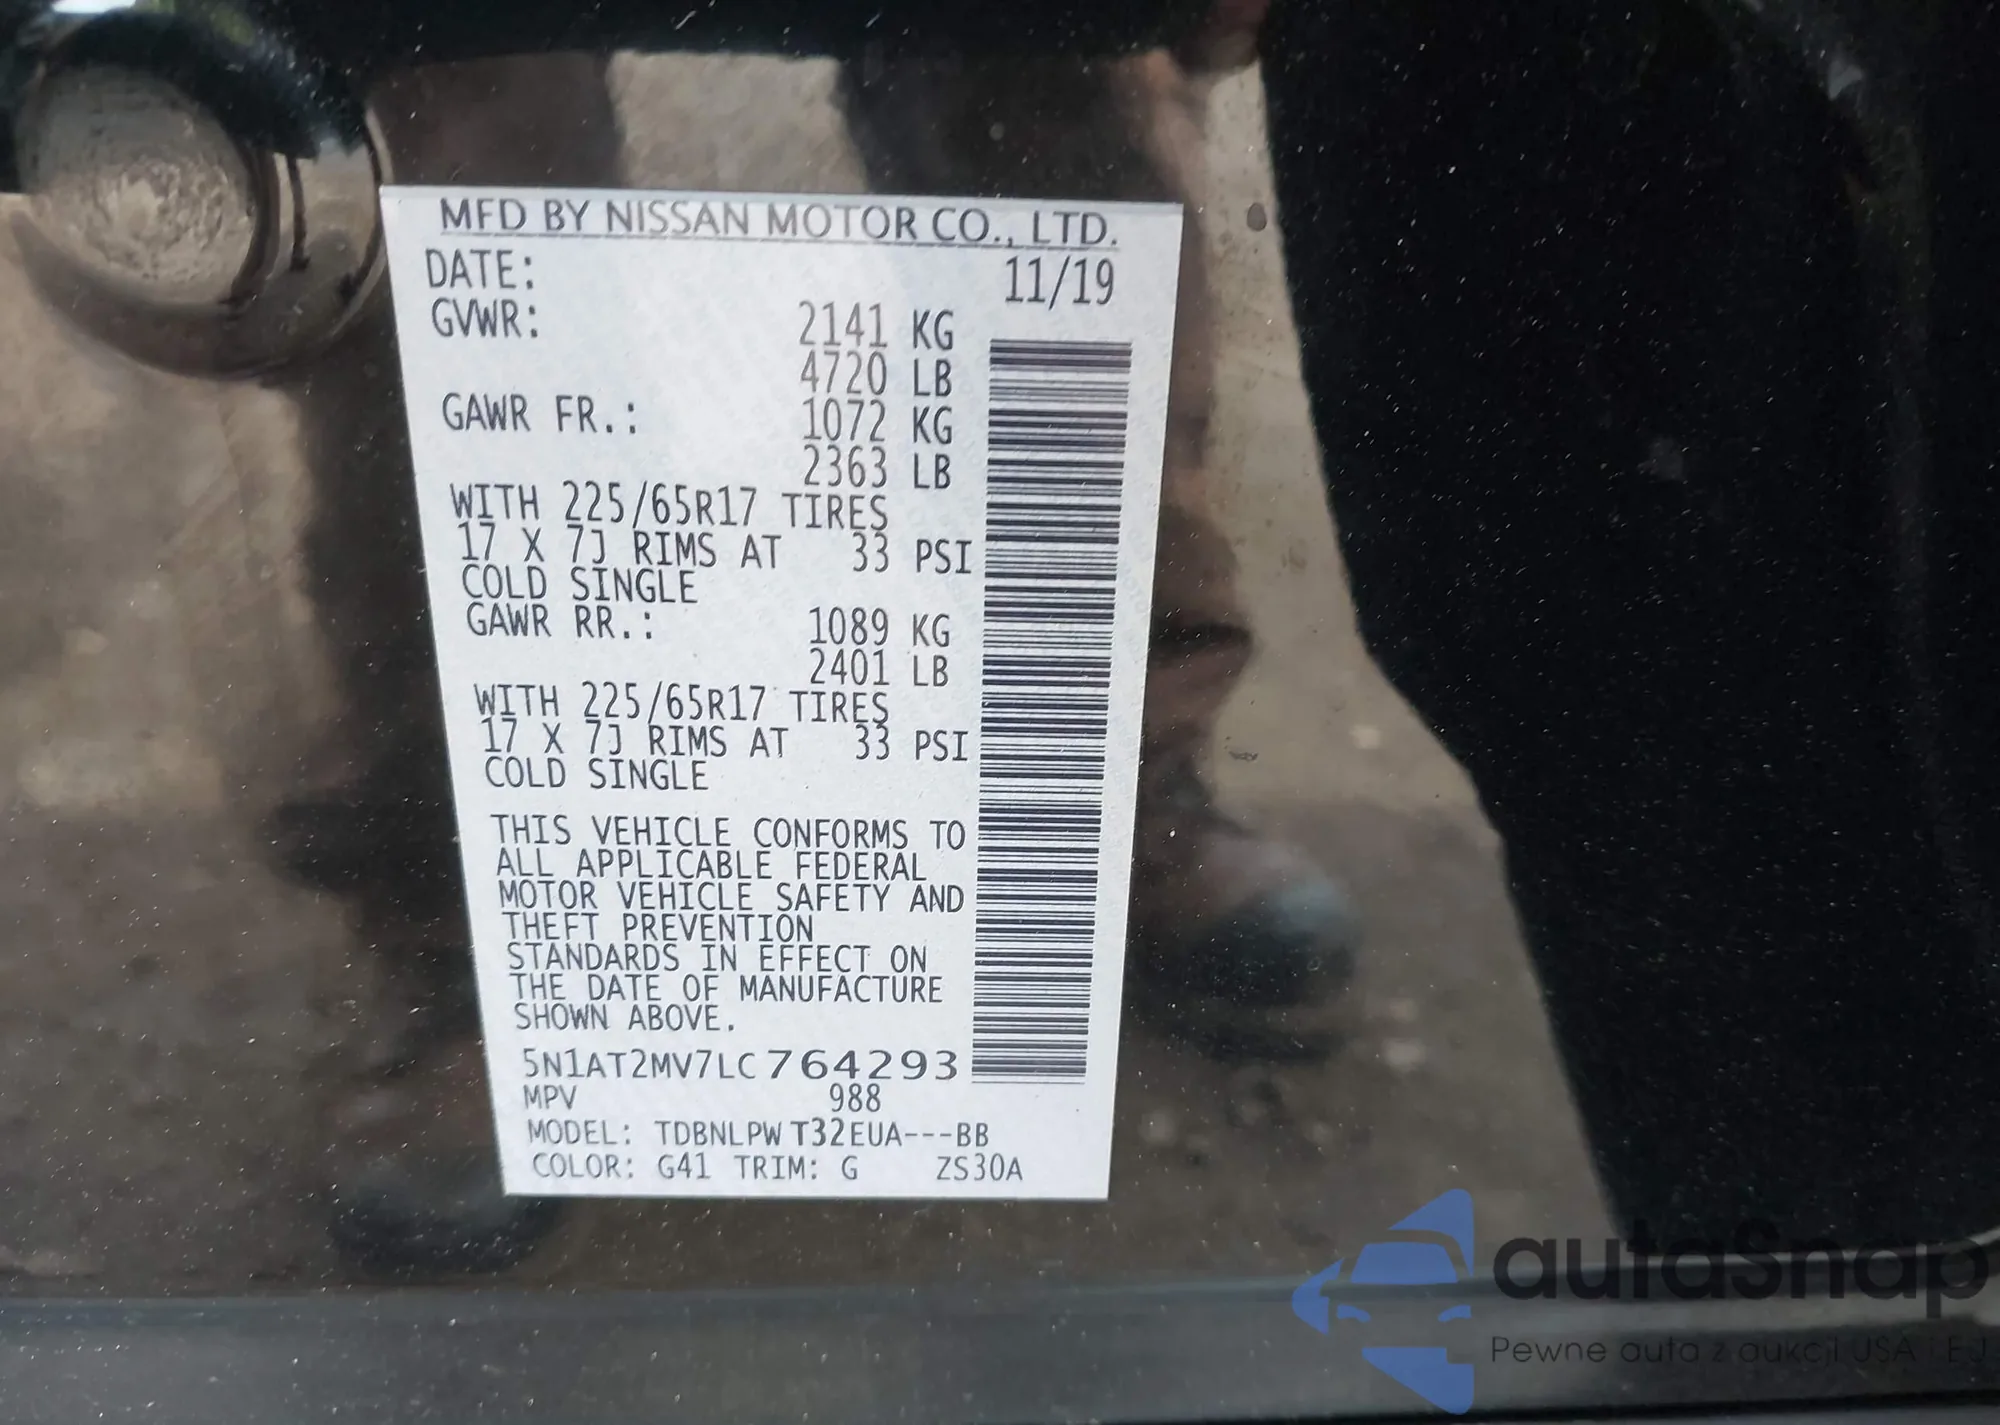 MFD BY NISSAN MOTOR CO., LTD.
DATE: 11/19
GVWR: 2141 KG
4720 LB
GAWR FR.: 1072 KG
2363 LB
WITH 225/65R17 TIRES
17 X 7J RIMS AT 33 PSI
COLD SINGLE
GAWR RR.: 1089 KG
2401 LB
WITH 225/65R17 TIRES
17 X 7J RIMS AT 33 PSI
COLD SINGLE
THIS VEHICLE CONFORMS TO
ALL APPLICABLE FEDERAL
MOTOR VEHICLE SAFETY AND
THEFT PREVENTION
STANDARDS IN EFFECT ON
THE DATE OF MANUFACTURE
SHOWN ABOVE.
5N1AT2MV7LC764293
MPV 988
MODEL: TDBNLPW T32EUA---BB
COLOR: G41 TRIM: G ZS30A
autaSnap
Pewne auta z aukcji USA i EU